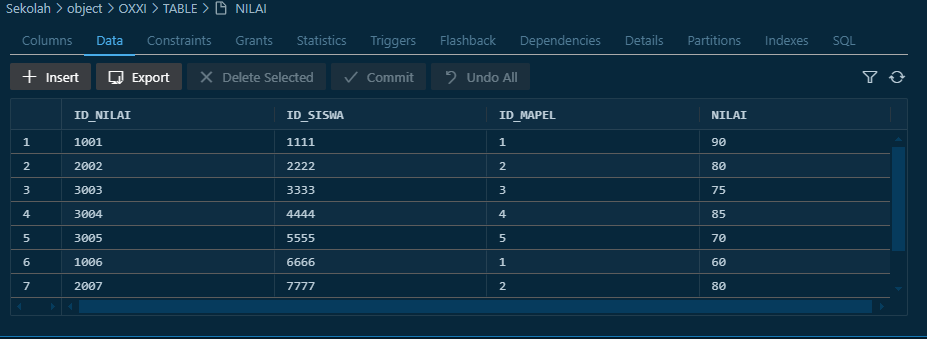 Sekolah > object > OXXI > TABLE > NILAI
Columns Data Constraints Grants Statistics Triggers Flashback Dependencies Details Partitions Indexes SQL
Insert Export Delete Selected Commit Undo All
ID_NILAI ID_SISWA ID_MAPEL NILAI
1 1001 1111 1 90
2 2002 2222 2 80
3 3003 3333 3 75
4 3004 4444 4 85
5 3005 5555 5 70
6 1006 6666 1 60
7 2007 7777 2 80